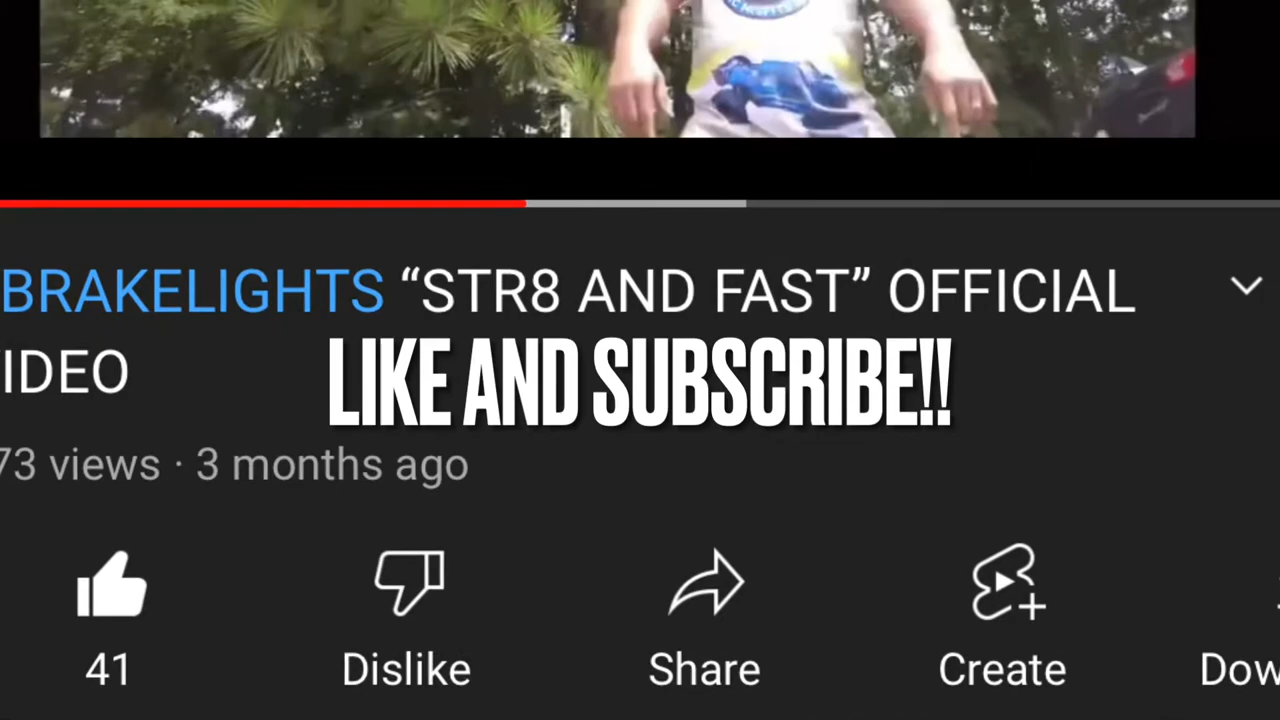 BRAKELIGHTS “STR8 AND FAST” OFFICIAL
IDEO
LIKE AND SUBSCRIBE!!
73 views · 3 months ago
41
Dislike
Share
Create
Dow